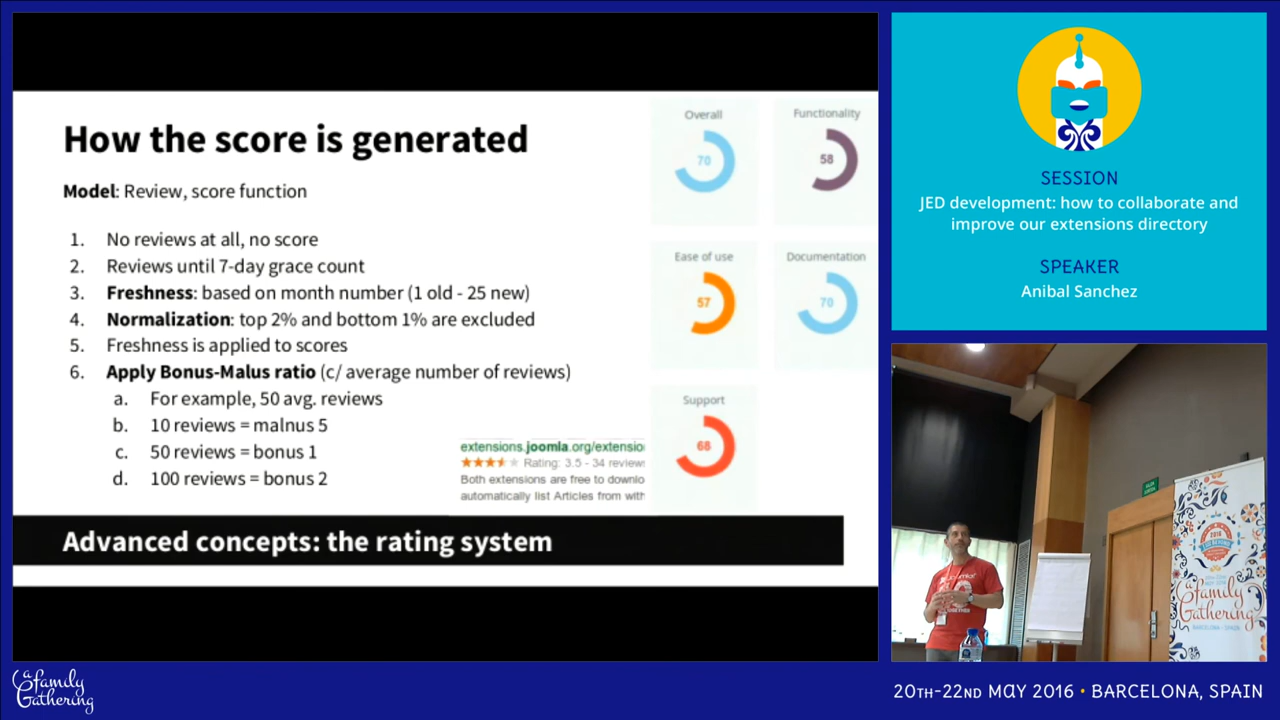 How the score is generated
Model: Review, score function
1. No reviews at all, no score
2. Reviews until 7-day grace count
3. Freshness: based on month number (1 old - 25 new)
4. Normalization: top 2% and bottom 1% are excluded
5. Freshness is applied to scores
6. Apply Bonus-Malus ratio (c/ average number of reviews)
a. For example, 50 avg. reviews
b. 10 reviews = malnus 5
c. 50 reviews = bonus 1
d. 100 reviews = bonus 2
extensions.joomla.org/extensio
Rating: 3.5 - 34 reviews
Both extensions are free to downlo
automatically list Articles from with
Overall
70
Functionality
58
Ease of use
57
Documentation
70
Support
68
Advanced concepts: the rating system
SESSION
JED development: how to collaborate and
improve our extensions directory
SPEAKER
Anibal Sanchez
2016
a family
Gathering
BARCELONA - SPAIN
a family
Gathering
20TH-22ND MAY 2016 • BARCELONA, SPAIN